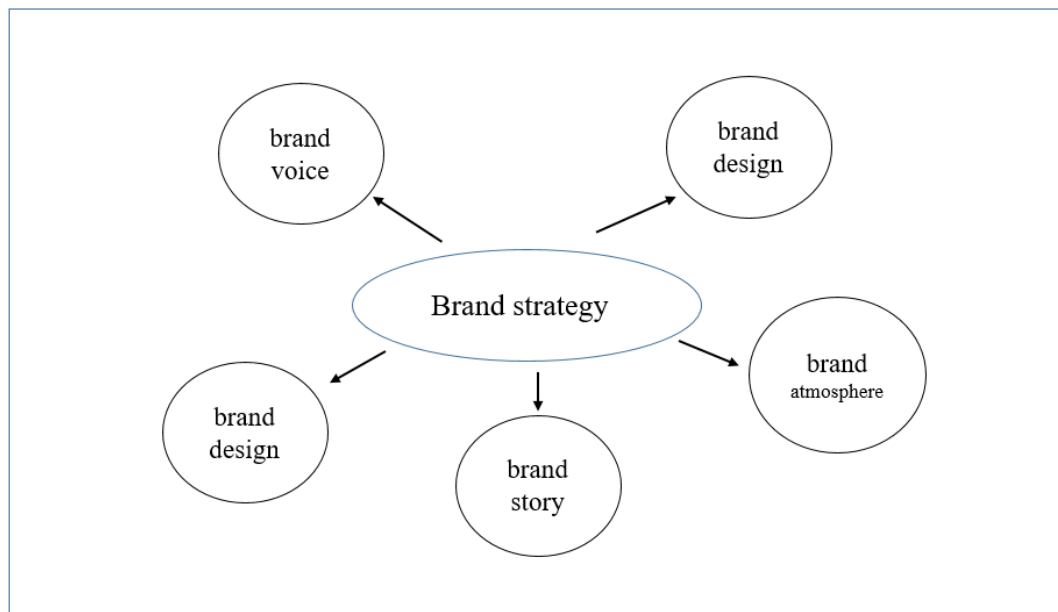 brand
voice
brand
design
Brand strategy
brand
atmosphere
brand
design
brand
story